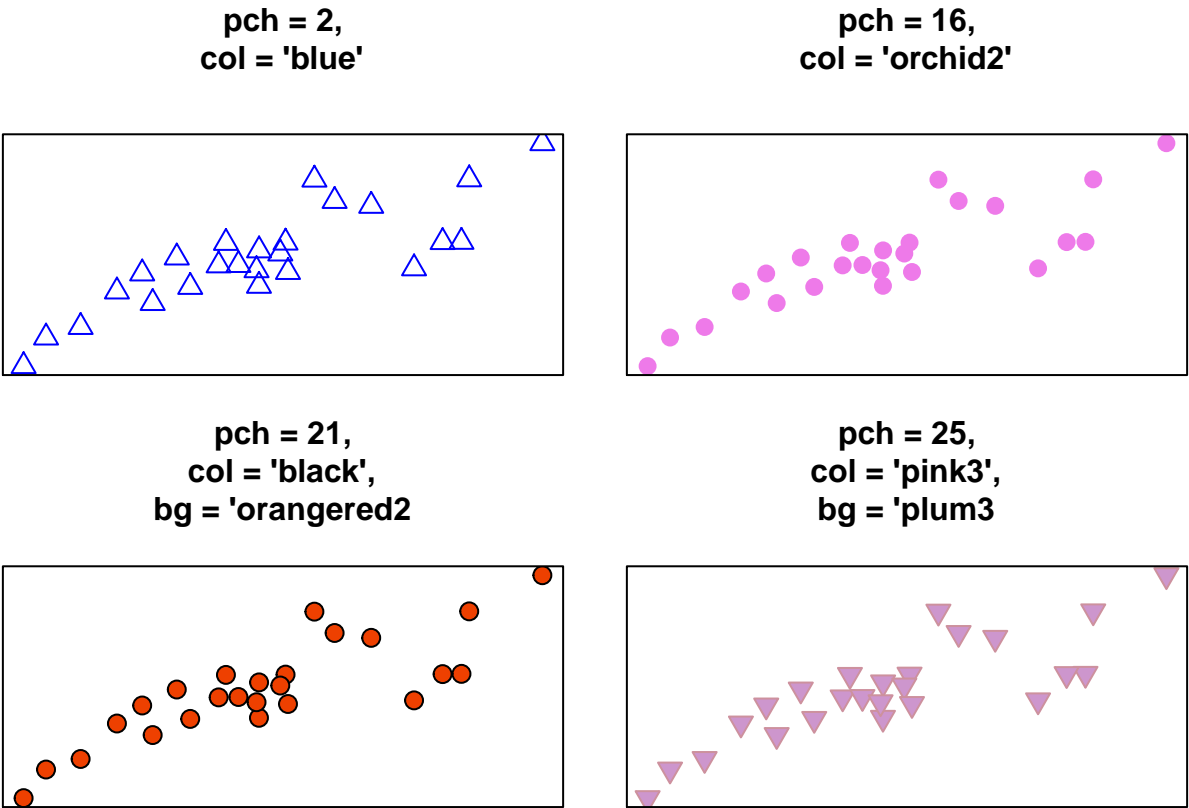 pch = 2,
col = 'blue'
pch = 16,
col = 'orchid2'
pch = 21,
col = 'black',
bg = 'orangered2
pch = 25,
col = 'pink3',
bg = 'plum3